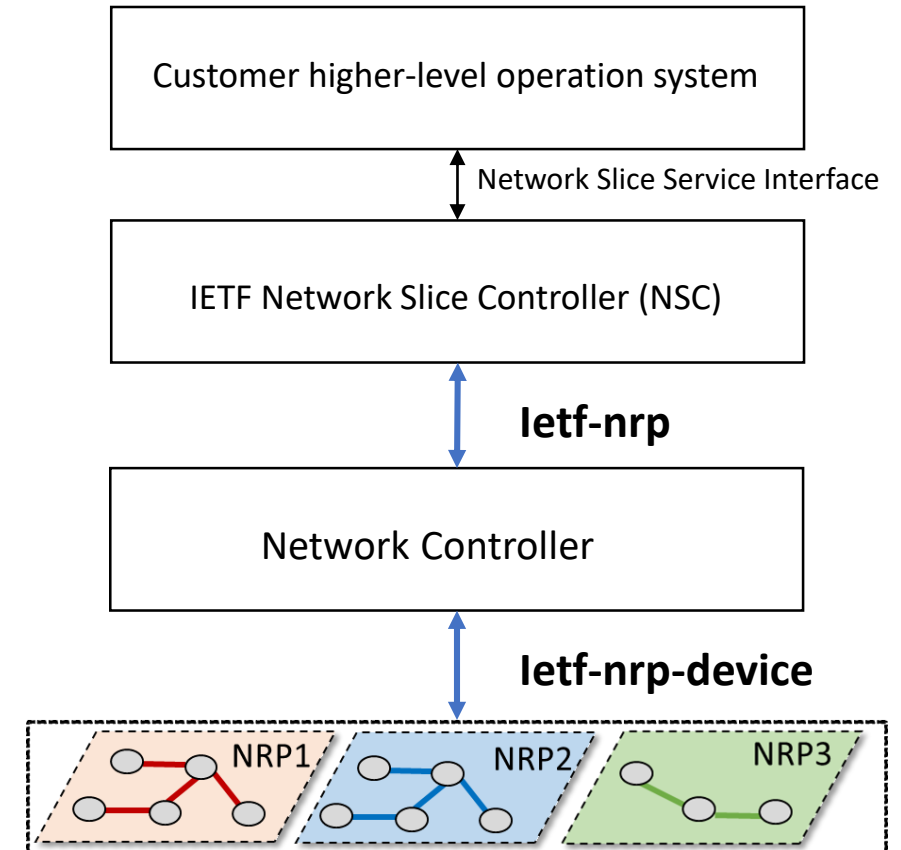 Customer higher-level operation system
Network Slice Service Interface
IETF Network Slice Controller (NSC)
Ietf-nrp
Network Controller
Ietf-nrp-device
NRP1
NRP2
NRP3